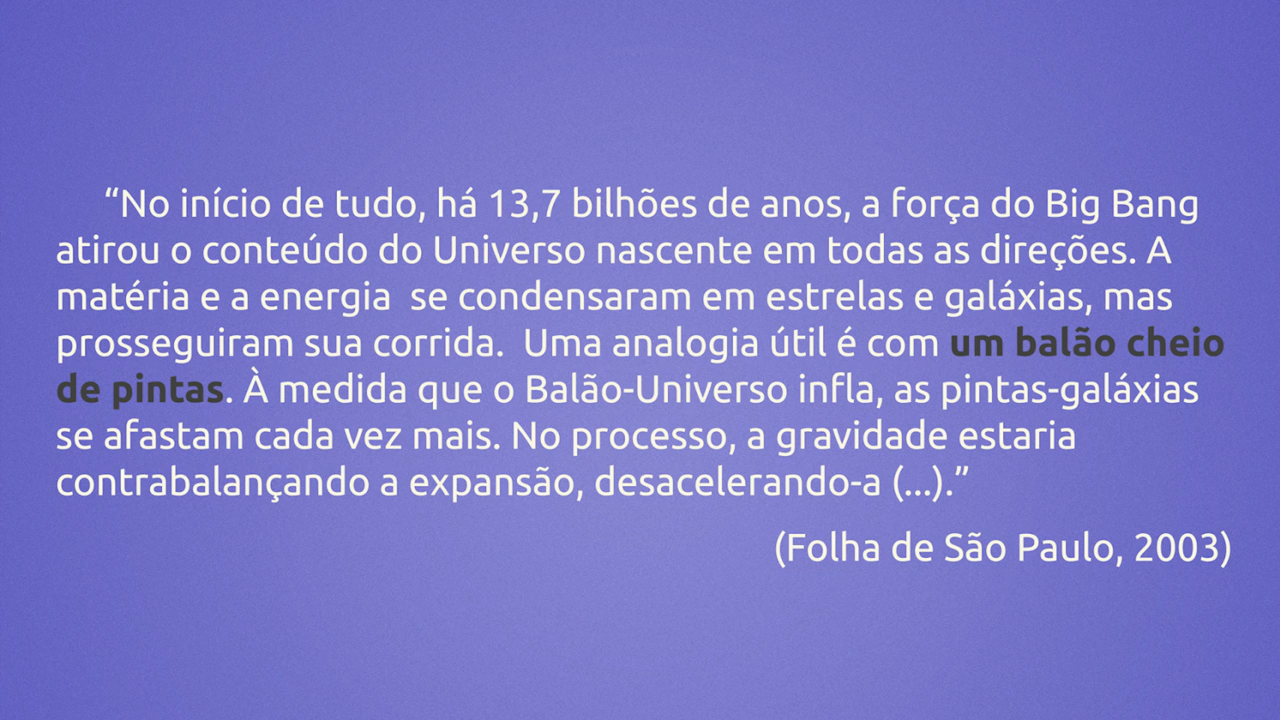 “No início de tudo, há 13,7 bilhões de anos, a força do Big Bang
atirou o conteúdo do Universo nascente em todas as direções. A
matéria e a energia  se condensaram em estrelas e galáxias, mas
prosseguiram sua corrida.  Uma analogia útil é com um balão cheio
de pintas. À medida que o Balão-Universo infla, as pintas-galáxias
se afastam cada vez mais. No processo, a gravidade estaria
contrabalançando a expansão, desacelerando-a (...).”
(Folha de São Paulo, 2003)